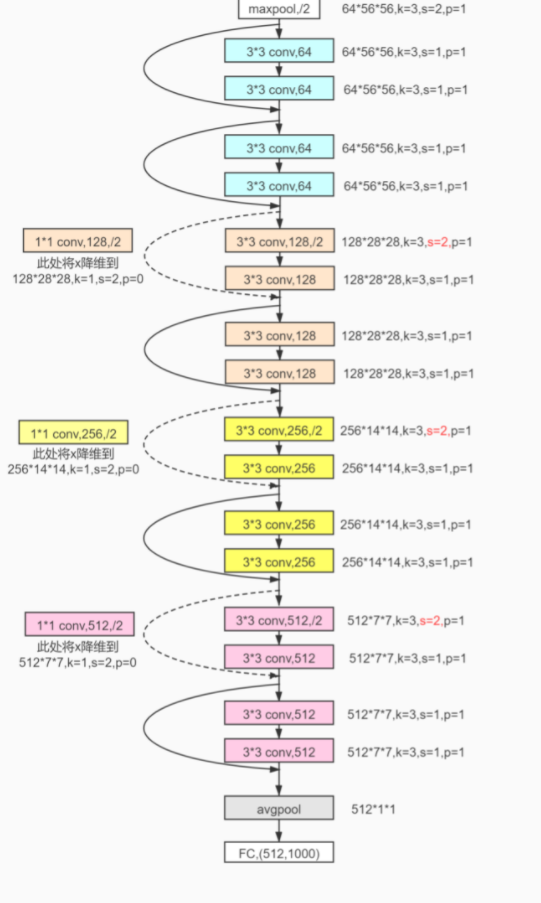 maxpool,/2 64*56*56,k=3,s=2,p=1
3*3 conv,64 64*56*56,k=3,s=1,p=1
3*3 conv,64 64*56*56,k=3,s=1,p=1
3*3 conv,64 64*56*56,k=3,s=1,p=1
3*3 conv,64 64*56*56,k=3,s=1,p=1
1*1 conv,128,/2 3*3 conv,128,/2 128*28*28,k=3,s=2,p=1
此处将x降维到
128*28*28,k=1,s=2,p=0 3*3 conv,128 128*28*28,k=3,s=1,p=1
3*3 conv,128 128*28*28,k=3,s=1,p=1
3*3 conv,128 128*28*28,k=3,s=1,p=1
1*1 conv,256,/2 3*3 conv,256,/2 256*14*14,k=3,s=2,p=1
此处将x降维到
256*14*14,k=1,s=2,p=0 3*3 conv,256 256*14*14,k=3,s=1,p=1
3*3 conv,256 256*14*14,k=3,s=1,p=1
3*3 conv,256 256*14*14,k=3,s=1,p=1
1*1 conv,512,/2 3*3 conv,512,/2 512*7*7,k=3,s=2,p=1
此处将x降维到
512*7*7,k=1,s=2,p=0 3*3 conv,512 512*7*7,k=3,s=1,p=1
3*3 conv,512 512*7*7,k=3,s=1,p=1
3*3 conv,512 512*7*7,k=3,s=1,p=1
avgpool 512*1*1
FC,(512,1000)